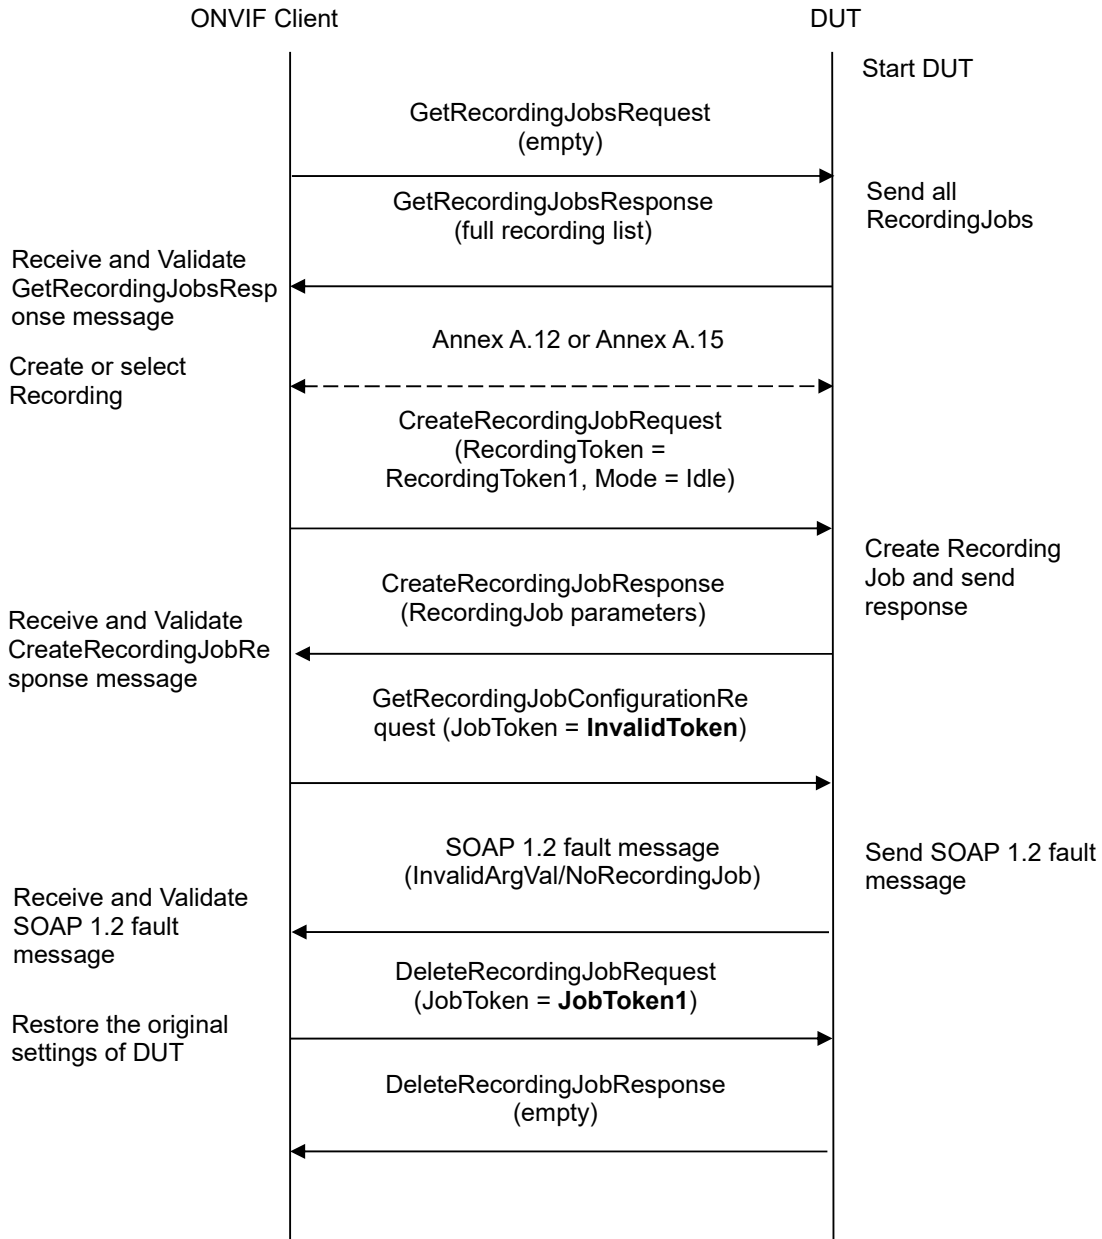 ONVIF Client
DUT
Start DUT
GetRecordingJobsRequest
(empty)
Send all
RecordingJobs
GetRecordingJobsResponse
(full recording list)
Receive and Validate
GetRecordingJobsResp
onse message
Annex A.12 or Annex A.15
Create or select
Recording
CreateRecordingJobRequest
(RecordingToken =
RecordingToken1, Mode = Idle)
Create Recording
Job and send
response
CreateRecordingJobResponse
(RecordingJob parameters)
Receive and Validate
CreateRecordingJobRe
sponse message
GetRecordingJobConfigurationRe
quest (JobToken = InvalidToken)
SOAP 1.2 fault message
(InvalidArgVal/NoRecordingJob)
Send SOAP 1.2 fault
message
Receive and Validate
SOAP 1.2 fault
message
DeleteRecordingJobRequest
(JobToken = JobToken1)
Restore the original
settings of DUT
DeleteRecordingJobResponse
(empty)